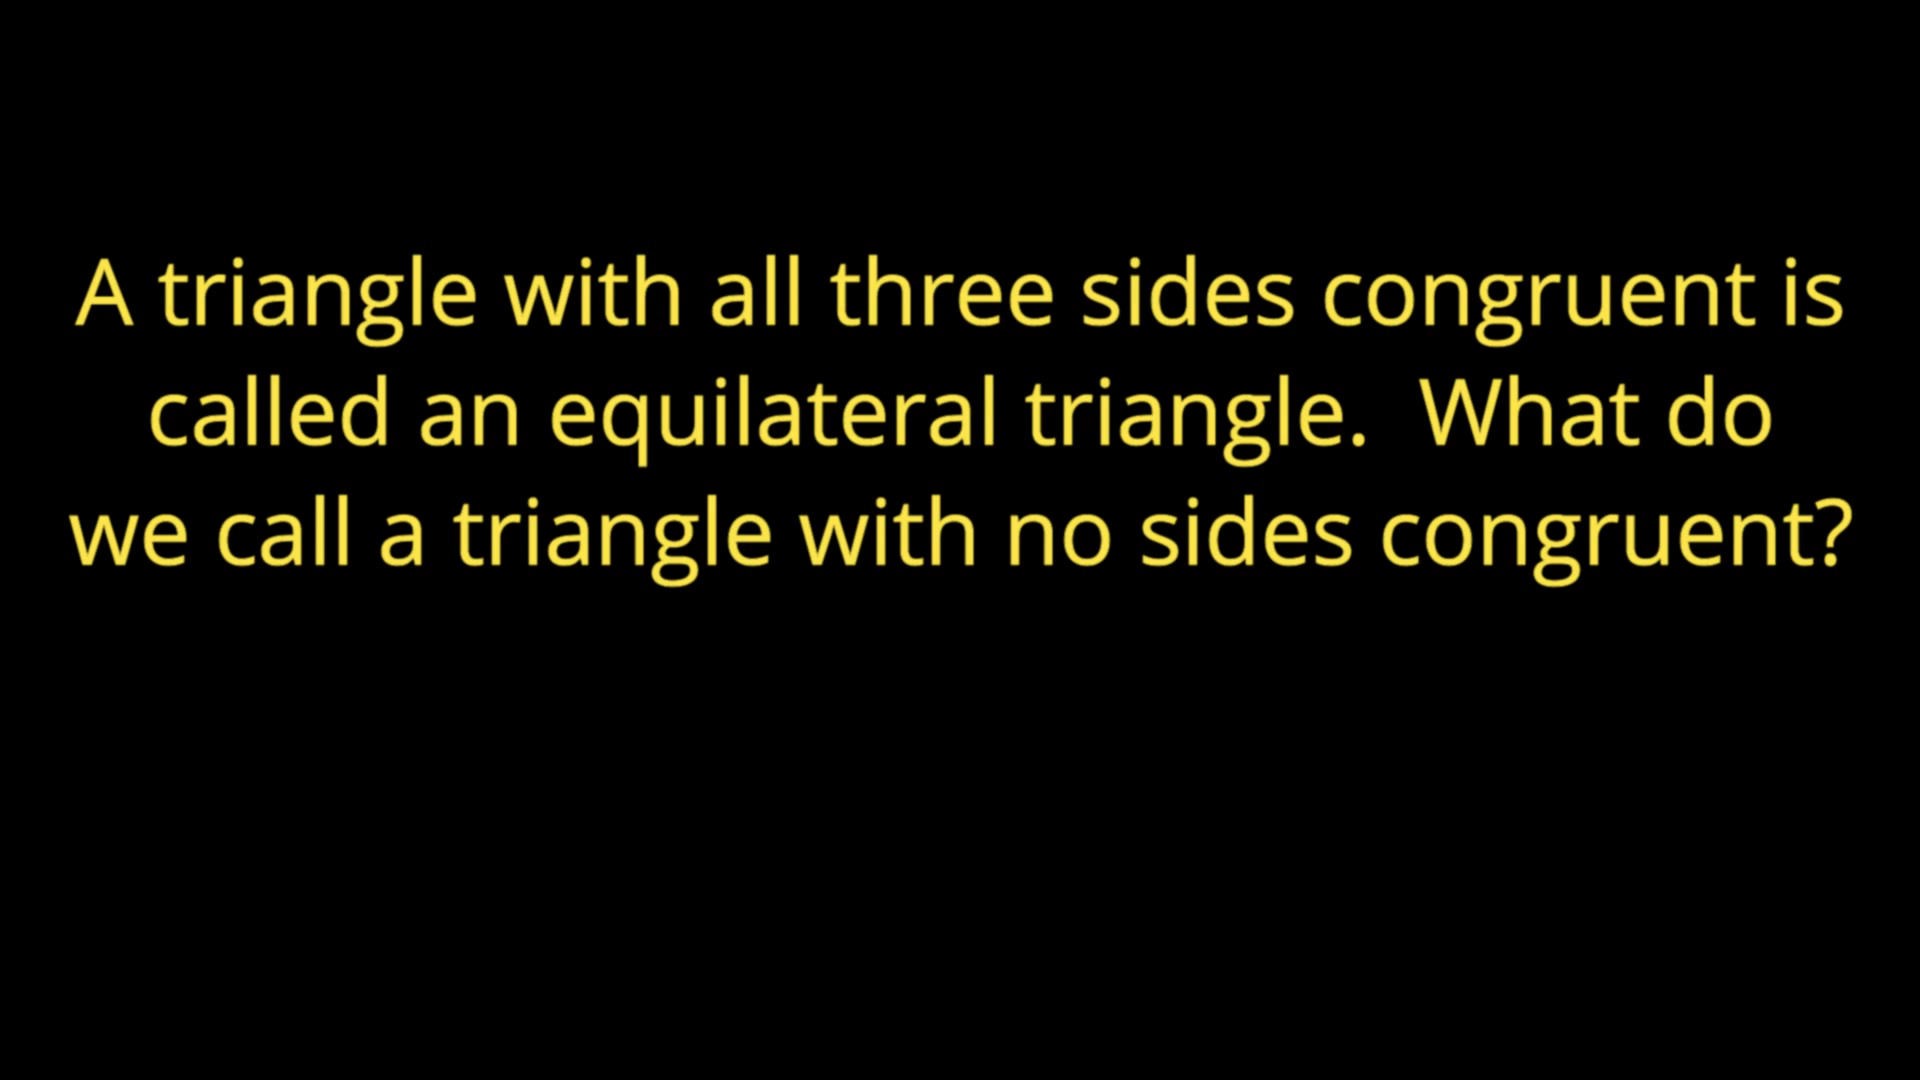 A triangle with all three sides congruent is
called an equilateral triangle.  What do
we call a triangle with no sides congruent?